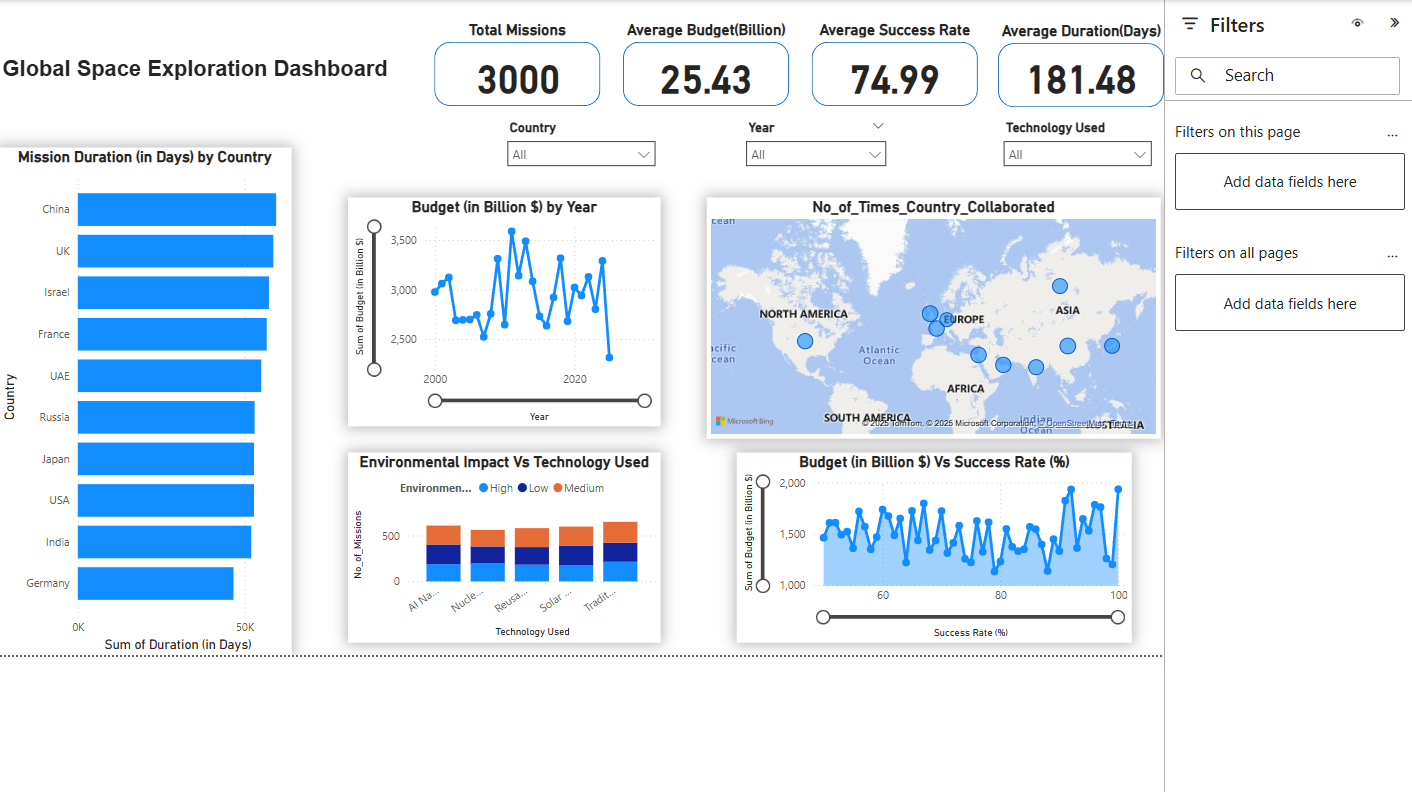 Global Space Exploration Dashboard
Total Missions
3000
Average Budget(Billion)
25.43
Average Success Rate
74.99
Average Duration(Days)
181.48
Country
All
Year
All
Technology Used
All
Mission Duration (in Days) by Country
Country
China
UK
Israel
France
UAE
Russia
Japan
USA
India
Germany
0K
50K
Sum of Duration (in Days)
Budget (in Billion $) by Year
Sum of Budget (in Billion $)
3,500
3,000
2,500
2000
2020
Year
No_of_Times_Country_Collaborated
cean
NORTH AMERICA
EUROPE
ASIA
acific
cean
Atlantic
Ocean
AFRICA
SOUTH AMERICA
Indian
Ocean
AUSTRALIA
Microsoft Bing
© 2025 TomTom, © 2025 Microsoft Corporation, © OpenStreetMap, Terms
Environmental Impact Vs Technology Used
Environmen...
High
Low
Medium
No_of_Missions
500
0
AI Na...
Nucle...
Reusa...
Solar ...
Tradit...
Technology Used
Budget (in Billion $) Vs Success Rate (%)
Sum of Budget (in Billion $)
2,000
1,500
1,000
60
80
100
Success Rate (%)
Filters
Search
Filters on this page
...
Add data fields here
Filters on all pages
...
Add data fields here